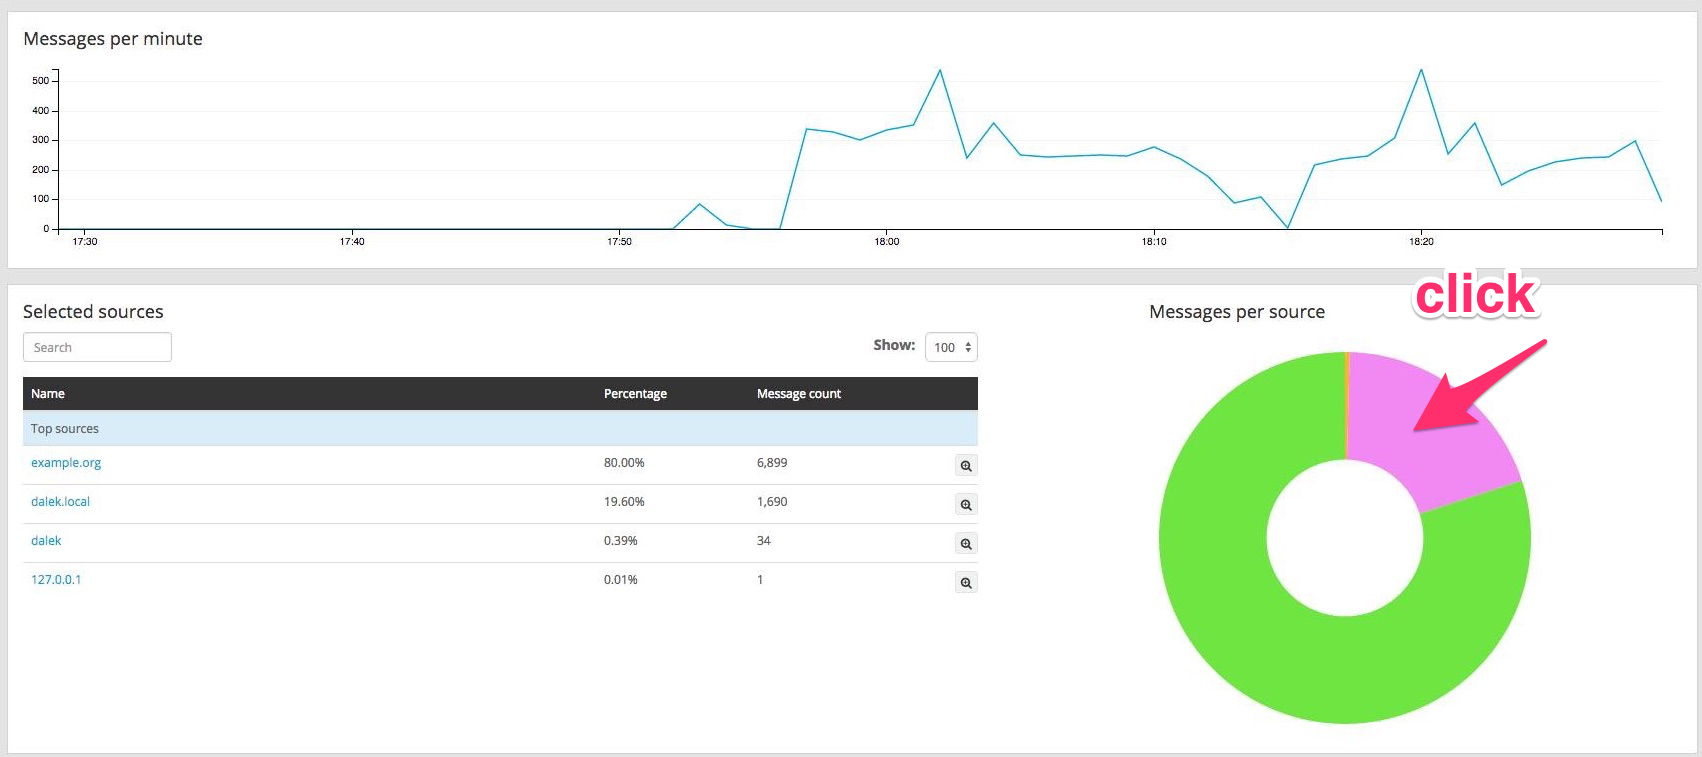 Messages per minute
500
400
300
200
100
0
17:30 17:40 17:50 18:00 18:10 18:20
click
Selected sources
Messages per source
Search
Show: 100
Name Percentage Message count
Top sources
example.org 80.00% 6,899
dalek.local 19.60% 1,690
dalek 0.39% 34
127.0.0.1 0.01% 1